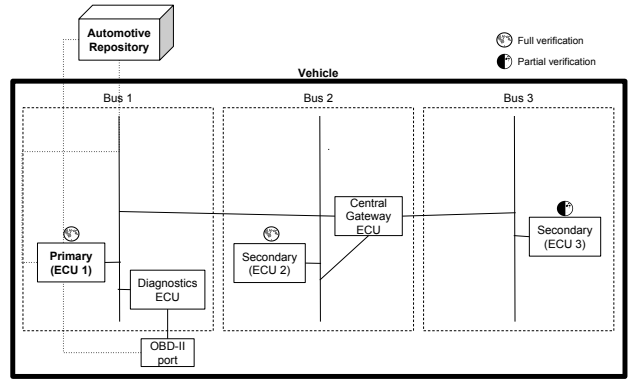 Automotive
Repository
Full verification
Partial verification
Vehicle
Bus 1
Bus 2
Bus 3
Central
Gateway
ECU
Primary
(ECU 1)
Secondary
(ECU 2)
Secondary
(ECU 3)
Diagnostics
ECU
OBD-II
port